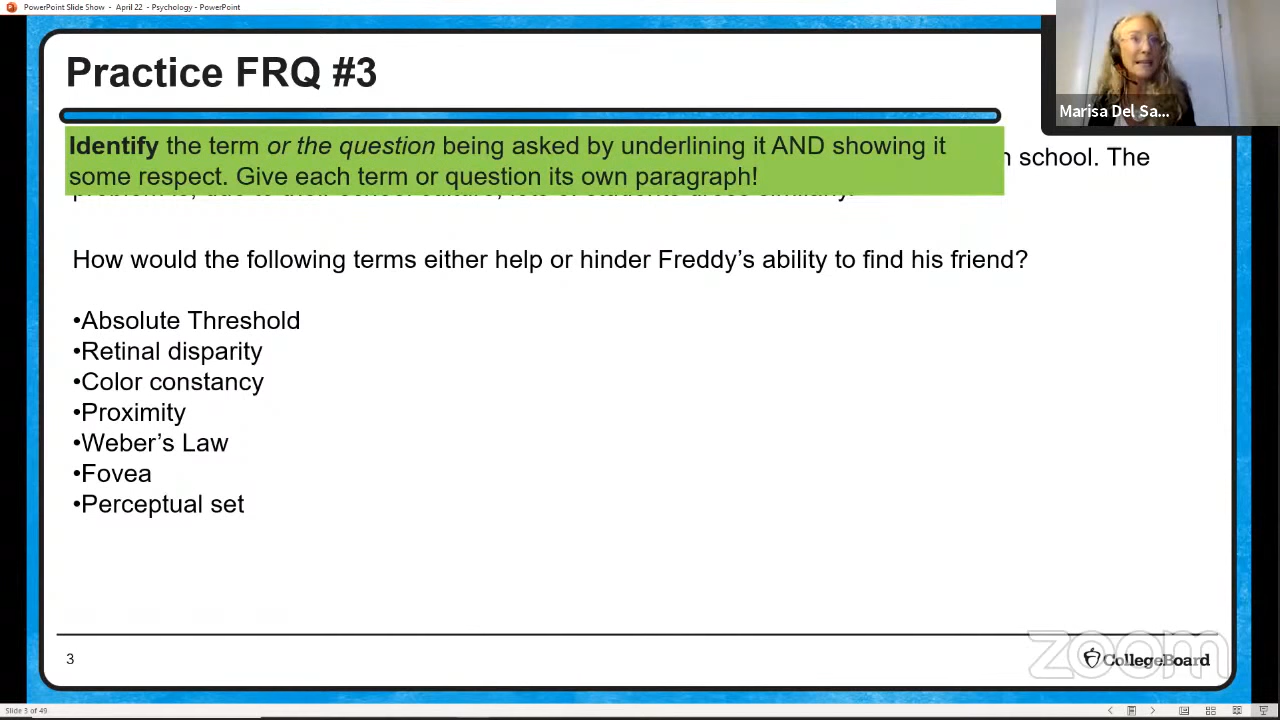 PowerPoint Slide Show - April 22 - Psychology - PowerPoint
Practice FRQ #3
Identify the term or the question being asked by underlining it AND showing it
some respect. Give each term or question its own paragraph!
school. The
How would the following terms either help or hinder Freddy’s ability to find his friend?
•Absolute Threshold
•Retinal disparity
•Color constancy
•Proximity
•Weber’s Law
•Fovea
•Perceptual set
Marisa Del Sa...
3
zoom
CollegeBoard
Slide 3 of 49